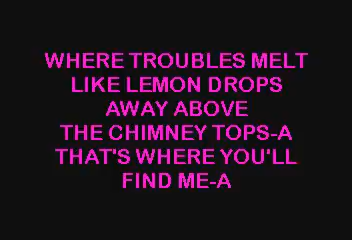 WHERE TROUBLES MELT
LIKE LEMON DROPS
AWAY ABOVE
THE CHIMNEY TOPS-A
THAT'S WHERE YOU'LL
FIND ME-A